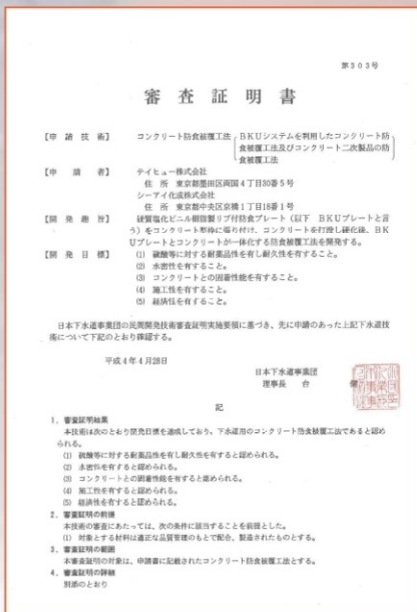 第303号
審査証明書
【申請技術】 コンクリート防食被覆工法 BKUシステムを利用したコンクリート防
食被覆工法及びコンクリート二次製品の防
食被覆工法
【申請者】 テイヒュー株式会社
住所 東京都墨田区両国4丁目30番5号
シーアイ化成株式会社
住所 東京都中央区京橋1丁目18番1号
【開発趣旨】 硬質塩化ビニル樹脂製リブ付防食プレート(以下 BKUプレートと言
う)をコンクリート型枠に張り付け、コンクリートを打設し硬化後、BK
Uプレートとコンクリートが一体化する防食被覆工法を開発する。
【開発目標】 (1) 硫酸等に対する耐薬品性を有し耐久性を有すること。
(2) 水密性を有すること。
(3) コンクリートとの固着性能を有すること。
(4) 施工性を有すること。
(5) 経済性を有すること。
日本下水道事業団の民間開発技術審査証明実施要領に基づき、先に申請のあった上記下水道技
術について下記のとおり確認する。
平成4年4月28日
日本下水道事業団
理事長 台 健
記
1. 審査証明結果
本技術は次のとおり開発目標を達成しており、下水道用のコンクリート防食被覆工法であると認め
られる。
(1) 硫酸等に対する耐薬品性を有し耐久性を有すると認められる。
(2) 水密性を有すると認められる。
(3) コンクリートとの固着性能を有すると認められる。
(4) 施工性を有すると認められる。
(5) 経済性を有すると認められる。
2. 審査証明の前提
本技術の審査にあたっては、次の条件に該当することを前提とした。
(1) 対象とする材料は適正な品質管理のもとで配合、製造されたものとする。
3. 審査証明の範囲
本審査証明の対象は、申請書に記載されたコンクリート防食被覆工法とする。
4. 審査証明の詳細
別添のとおり